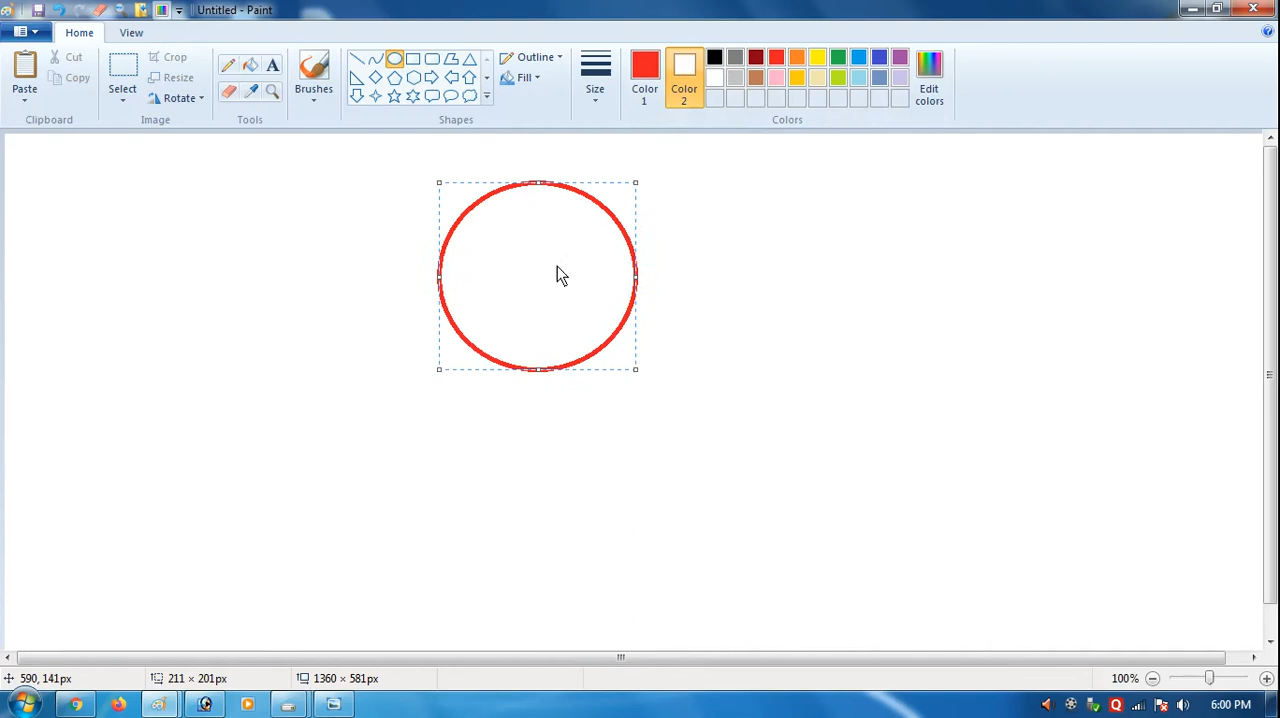 Untitled - Paint
Home View
Paste
Cut
Copy
Clipboard
Select
Crop
Resize
Rotate
Image
A
Tools
Brushes
Outline
Fill
Shapes
Size
Color 1
Color 2
Edit colors
Colors
590, 141px 211 × 201px 1360 × 581px 100%
6:00 PM